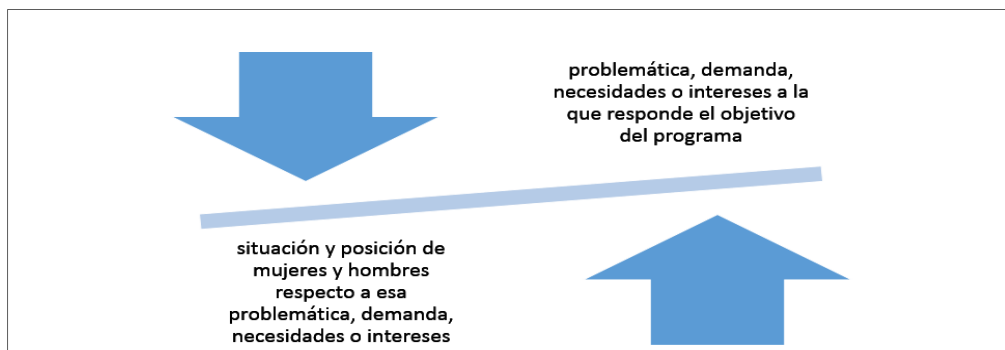 problemática, demanda,
necesidades o intereses a la
que responde el objetivo
del programa
situación y posición de
mujeres y hombres
respecto a esa
problemática, demanda,
necesidades o intereses